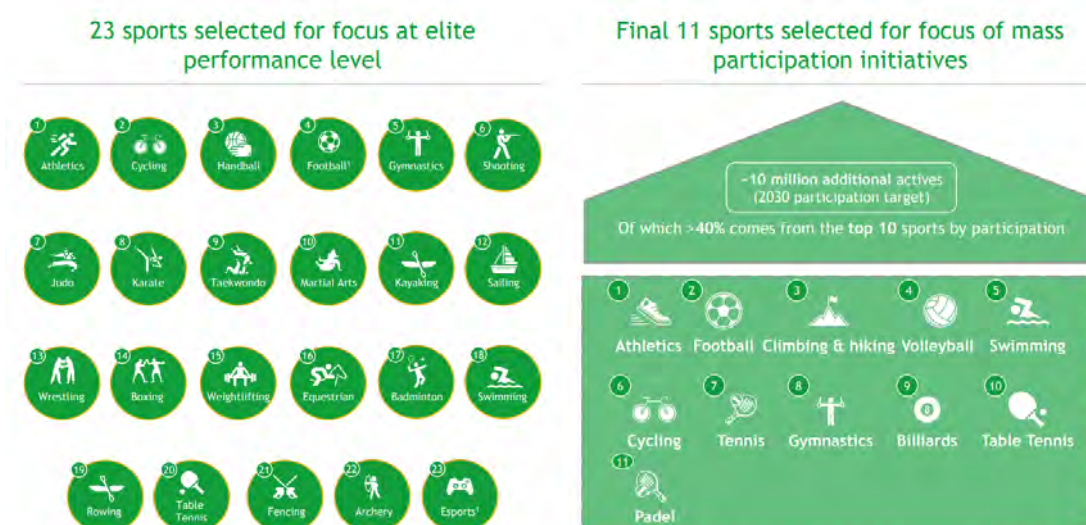 23 sports selected for focus at elite
performance level
1
Athletics
2
Cycling
3
Handball
4
Football¹
5
Gymnastics
6
Shooting
7
Judo
8
Karate
9
Taekwondo
10
Martial Arts
11
Kayaking
12
Sailing
13
Wrestling
14
Boxing
15
Weightlifting
16
Equestrian
17
Badminton
18
Swimming
19
Rowing
20
Table
Tennis
21
Fencing
22
Archery
23
Esports¹
Final 11 sports selected for focus of mass
participation initiatives
~10 million additional actives
(2030 participation target)
Of which >40% comes from the top 10 sports by participation
1
Athletics
2
Football
3
Climbing & hiking
4
Volleyball
5
Swimming
6
Cycling
7
Tennis
8
Gymnastics
9
8
Billiards
10
Table Tennis
11
Padel